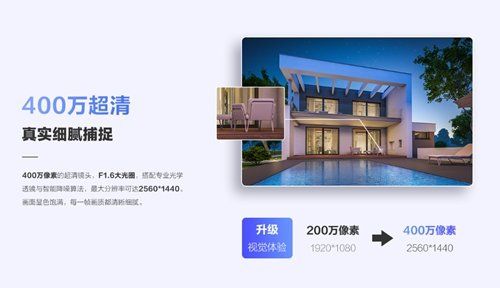 400万超清
真实细腻捕捉
400万像素的超清镜头、F1.6大光圈，搭配专业光学
透镜与智能降噪算法，最大分辨率可达2560*1440。
画面显色饱满，每一帧画质都清晰细腻。
升级
视觉体验
200万像素
1920*1080
400万像素
2560*1440